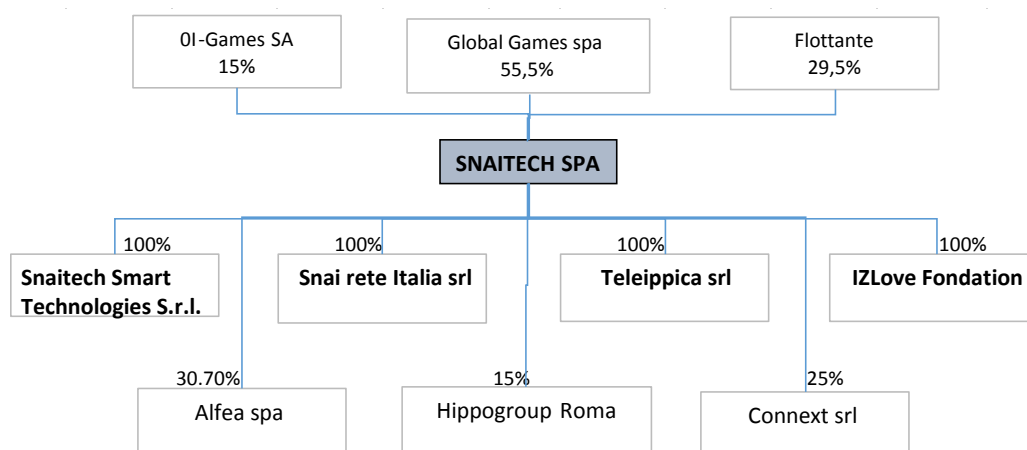 0I-Games SA
15%
Global Games spa
55,5%
Flottante
29,5%
SNAITECH SPA
100%
100%
100%
100%
Snaitech Smart
Technologies S.r.l.
Snai rete Italia srl
Teleippica srl
IZLove Fondation
30.70%
15%
25%
Alfea spa
Hippogroup Roma
Connext srl